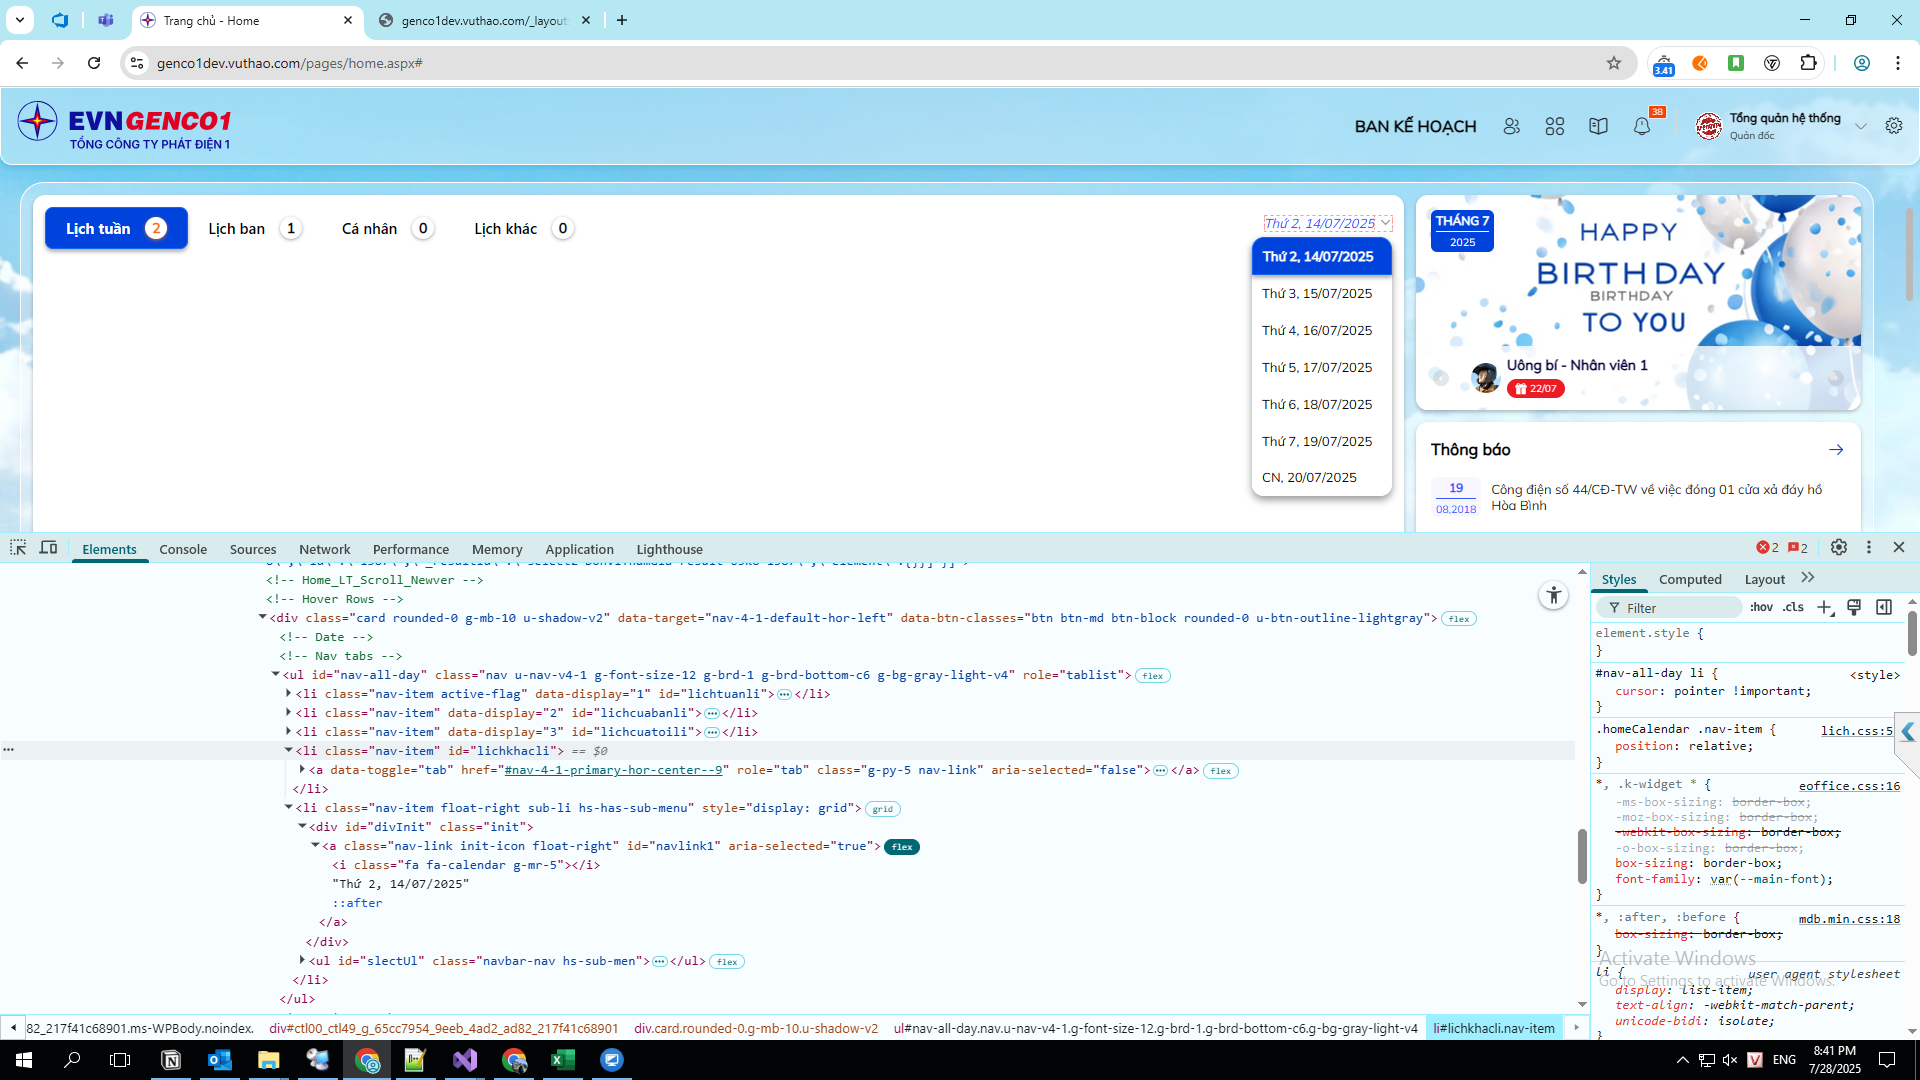 Trang chủ - Home
genco1dev.vuthao.com/_layout
genco1dev.vuthao.com/pages/home.aspx#
3.41
EVNGENCO1
TỔNG CÔNG TY PHÁT ĐIỆN 1
BAN KẾ HOẠCH
38
Tổng quản hệ thống
Quản đốc
Lịch tuần 2
Lịch ban 1
Cá nhân 0
Lịch khác 0
Thứ 2, 14/07/2025
Thứ 2, 14/07/2025
Thứ 3, 15/07/2025
Thứ 4, 16/07/2025
Thứ 5, 17/07/2025
Thứ 6, 18/07/2025
Thứ 7, 19/07/2025
CN, 20/07/2025
THÁNG 7
2025
HAPPY
BIRTHDAY
BIRTHDAY
TO YOU
Uông bí - Nhân viên 1
22/07
Thông báo
19
08,2018
Công điện số 44/CĐ-TW về việc đóng 01 cửa xả đáy hồ
Hòa Bình
Elements Console Sources Network Performance Memory Application Lighthouse
2 2
<!-- Home_LT_Scroll_Newver -->
<!-- Hover Rows -->
<div class="card rounded-0 g-mb-10 u-shadow-v2" data-target="nav-4-1-default-hor-left" data-btn-classes="btn btn-md btn-block rounded-0 u-btn-outline-lightgray"> flex
<!-- Date -->
<!-- Nav tabs -->
<ul id="nav-all-day" class="nav u-nav-v4-1 g-font-size-12 g-brd-1 g-brd-bottom-c6 g-bg-gray-light-v4" role="tablist"> flex
<li class="nav-item active-flag" data-display="1" id="lichtuanli">…</li>
<li class="nav-item" data-display="2" id="lichcuabanli">…</li>
<li class="nav-item" data-display="3" id="lichcuatoili">…</li>
<li class="nav-item" id="lichkhacli"> == $0
<a data-toggle="tab" href="#nav-4-1-primary-hor-center--9" role="tab" class="g-py-5 nav-link" aria-selected="false">…</a> flex
</li>
<li class="nav-item float-right sub-li hs-has-sub-menu" style="display: grid"> grid
<div id="divInit" class="init">
<a class="nav-link init-icon float-right" id="navlink1" aria-selected="true"> flex
<i class="fa fa-calendar g-mr-5"></i>
"Thứ 2, 14/07/2025"
::after
</a>
</div>
<ul id="slectUl" class="navbar-nav hs-sub-men">…</ul> flex
</li>
</ul>
82_217f41c68901.ms-WPBody.noindex. div#ctl00_ctl49_g_65cc7954_9eeb_4ad2_ad82_217f41c68901 div.card.rounded-0.g-mb-10.u-shadow-v2 ul#nav-all-day.nav.u-nav-v4-1.g-font-size-12.g-brd-1.g-brd-bottom-c6.g-bg-gray-light-v4 li#lichkhacli.nav-item
Styles Computed Layout
Filter :hov .cls
element.style {
}
#nav-all-day li { <style>
cursor: pointer !important;
}
.homeCalendar .nav-item { lich.css:5
position: relative;
}
*, .k-widget * { eoffice.css:16
-ms-box-sizing: border-box;
-moz-box-sizing: border-box;
-webkit-box-sizing: border-box;
-o-box-sizing: border-box;
box-sizing: border-box;
font-family: var(--main-font);
}
*, :after, :before { mdb.min.css:18
box-sizing: border-box;
}
Activate Windows
Go to Settings to activate Windows.
li { user agent stylesheet
display: list-item;
text-align: -webkit-match-parent;
unicode-bidi: isolate;
}
ENG
8:41 PM
7/28/2025